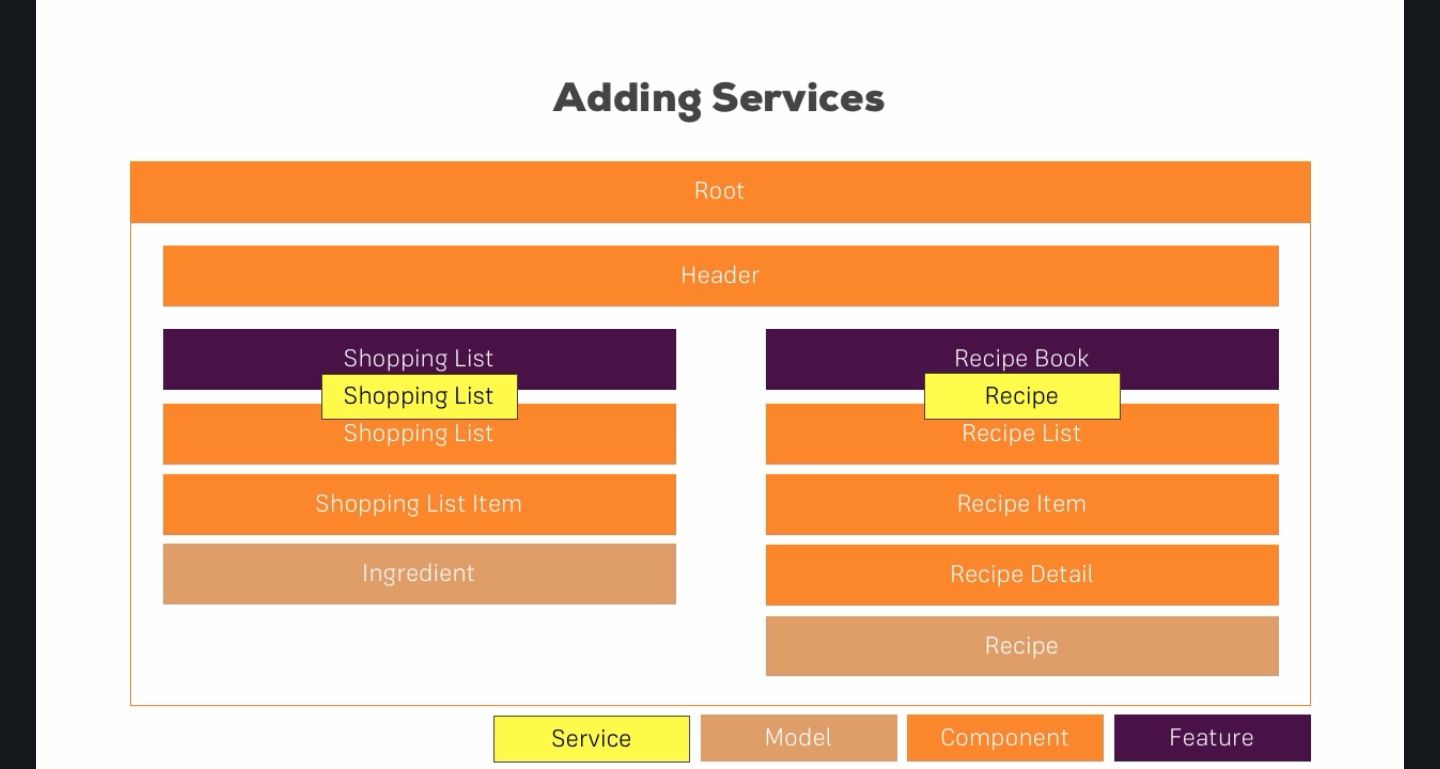 Adding Services
Root
Header
Shopping List
Shopping List
Shopping List
Shopping List Item
Ingredient
Recipe Book
Recipe
Recipe List
Recipe Item
Recipe Detail
Recipe
Service
Model
Component
Feature